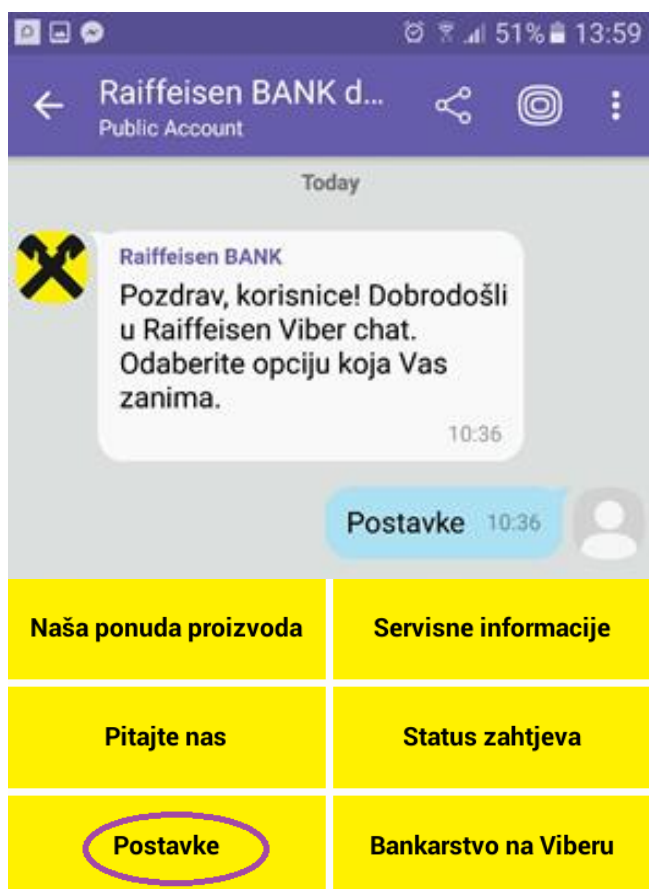 51% 13:59
Raiffeisen BANK d...
Public Account
Today
Raiffeisen BANK
Pozdrav, korisnice! Dobrodošli
u Raiffeisen Viber chat.
Odaberite opciju koja Vas
zanima.
10:36
Postavke 10:36
Naša ponuda proizvoda Servisne informacije
Pitajte nas Status zahtjeva
Postavke Bankarstvo na Viberu